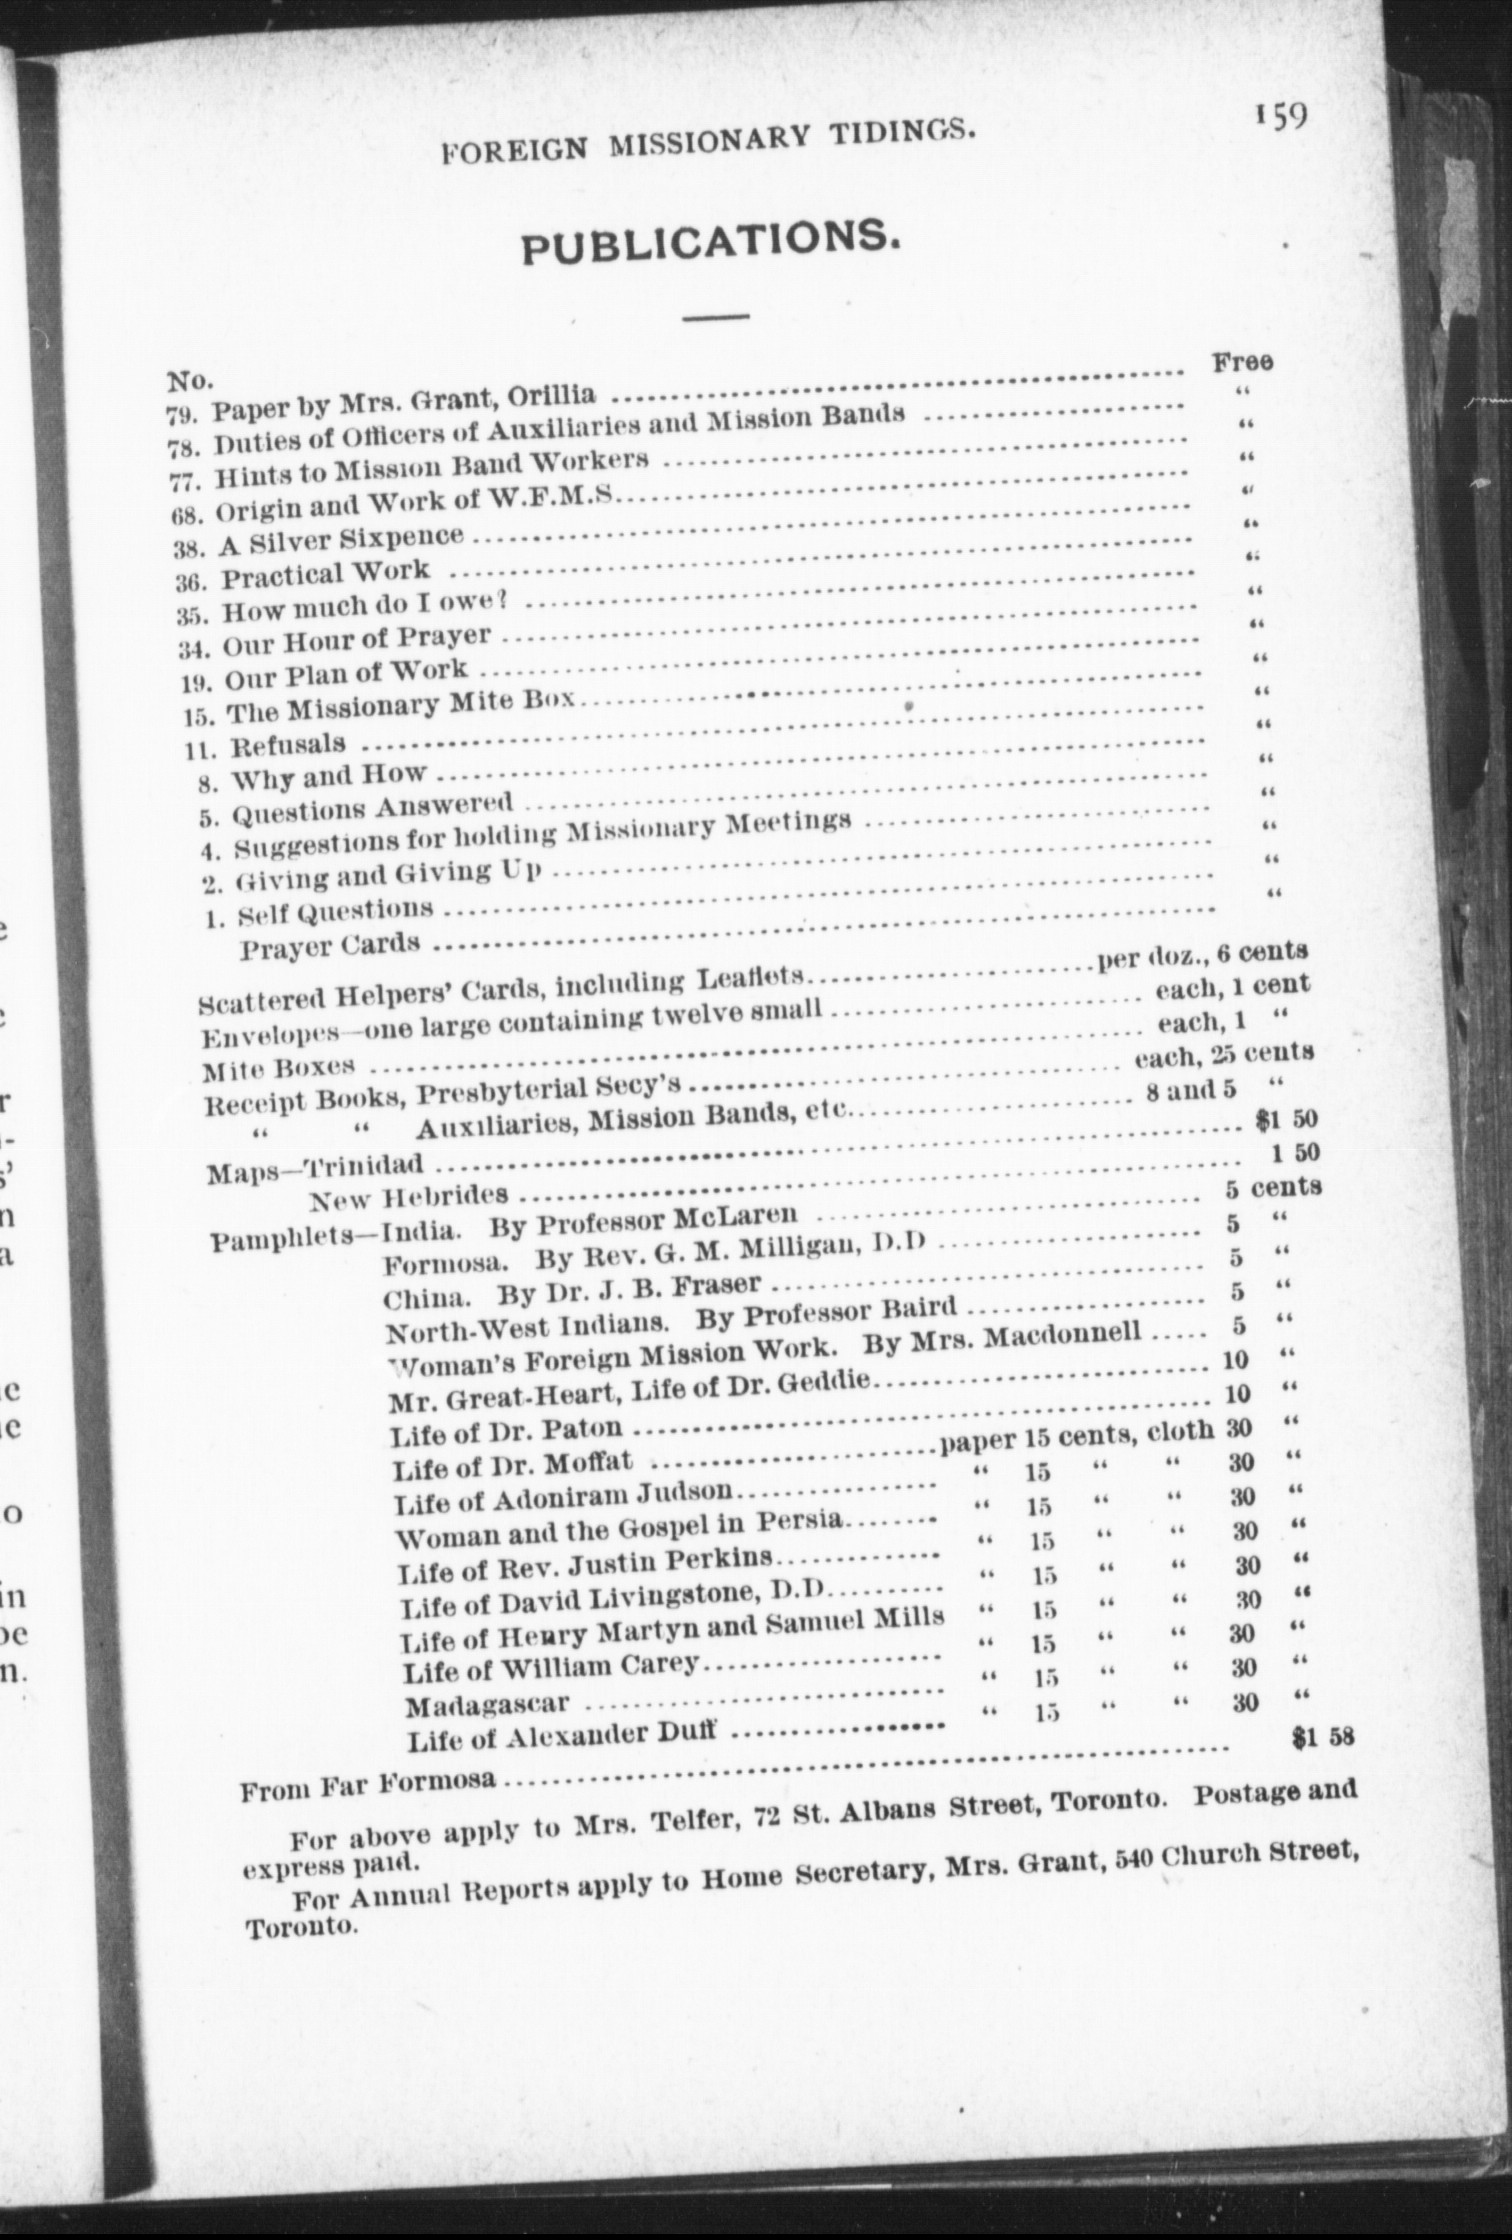 FOREIGN MISSIONARY TIDINGS. 159
PUBLICATIONS.
No.
79. Paper by Mrs. Grant, Orillia ........ Free
78. Duties of Officers of Auxiliaries and Mission Bands ........ "
77. Hints to Mission Band Workers ........ "
68. Origin and Work of W.F.M.S. ........ "
38. A Silver Sixpence ........ "
36. Practical Work ........ "
35. How much do I owe? ........ "
34. Our Hour of Prayer ........ "
19. Our Plan of Work ........ "
15. The Missionary Mite Box ........ "
11. Refusals ........ "
8. Why and How ........ "
5. Questions Answered ........ "
4. Suggestions for holding Missionary Meetings ........ "
2. Giving and Giving Up ........ "
1. Self Questions ........ "
Prayer Cards ........ "
Scattered Helpers' Cards, including Leaflets ........ per doz., 6 cents
Envelopes—one large containing twelve small ........ each, 1 cent
Mite Boxes ........ each, 1 "
Receipt Books, Presbyterial Secy's ........ each, 25 cents
" " Auxiliaries, Mission Bands, etc. ........ 8 and 5 "
Maps—Trinidad ........ $1 50
New Hebrides ........ 1 50
Pamphlets—India. By Professor McLaren ........ 5 cents
Formosa. By Rev. G. M. Milligan, D.D ........ 5 "
China. By Dr. J. B. Fraser ........ 5 "
North-West Indians. By Professor Baird ........ 5 "
Woman's Foreign Mission Work. By Mrs. Macdonnell ..... 5 "
Mr. Great-Heart, Life of Dr. Geddie ........ 10 "
Life of Dr. Paton ........ 10 "
Life of Dr. Moffat ........ paper 15 cents, cloth 30 "
Life of Adoniram Judson ........ " 15 " " 30 "
Woman and the Gospel in Persia ........ " 15 " " 30 "
Life of Rev. Justin Perkins ........ " 15 " " 30 "
Life of David Livingstone, D.D ........ " 15 " " 30 "
Life of Henry Martyn and Samuel Mills " 15 " " 30 "
Life of William Carey ........ " 15 " " 30 "
Madagascar ........ " 15 " " 30 "
Life of Alexander Duff ........ " 15 " " 30 "
From Far Formosa ........ $1 58
For above apply to Mrs. Telfer, 72 St. Albans Street, Toronto. Postage and
express paid.
For Annual Reports apply to Home Secretary, Mrs. Grant, 540 Church Street,
Toronto.